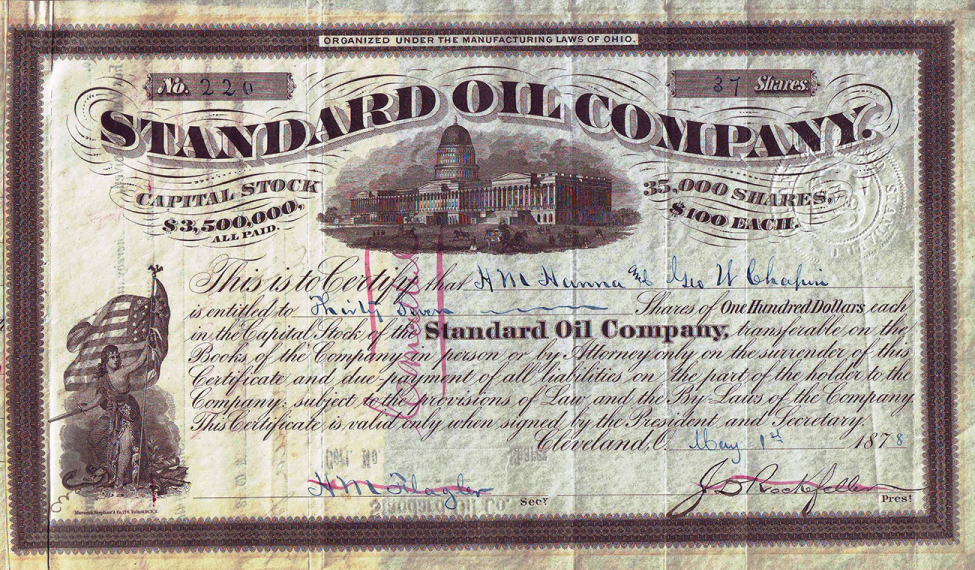 ORGANIZED UNDER THE MANUFACTURING LAWS OF OHIO.
No. 220
37 Shares.
STANDARD OIL COMPANY.
CAPITAL STOCK
$3,500,000,
ALL PAID.
35,000 SHARES,
$100 EACH.
This is to Certify that H M Hanna and Geo W Chapin
is entitled to Thirty Seven Shares of One Hundred Dollars each
in the Capital Stock of the Standard Oil Company, transferable on the
Books of the Company in person or by Attorney only on the surrender of this
Certificate and due payment of all liabilities on the part of the holder to the
Company, subject to the provisions of Law and the By-Laws of the Company.
This Certificate is valid only when signed by the President and Secretary.
Cleveland, O. May 1st 1878
H M Flagler Secy
J D Rockefeller Prest